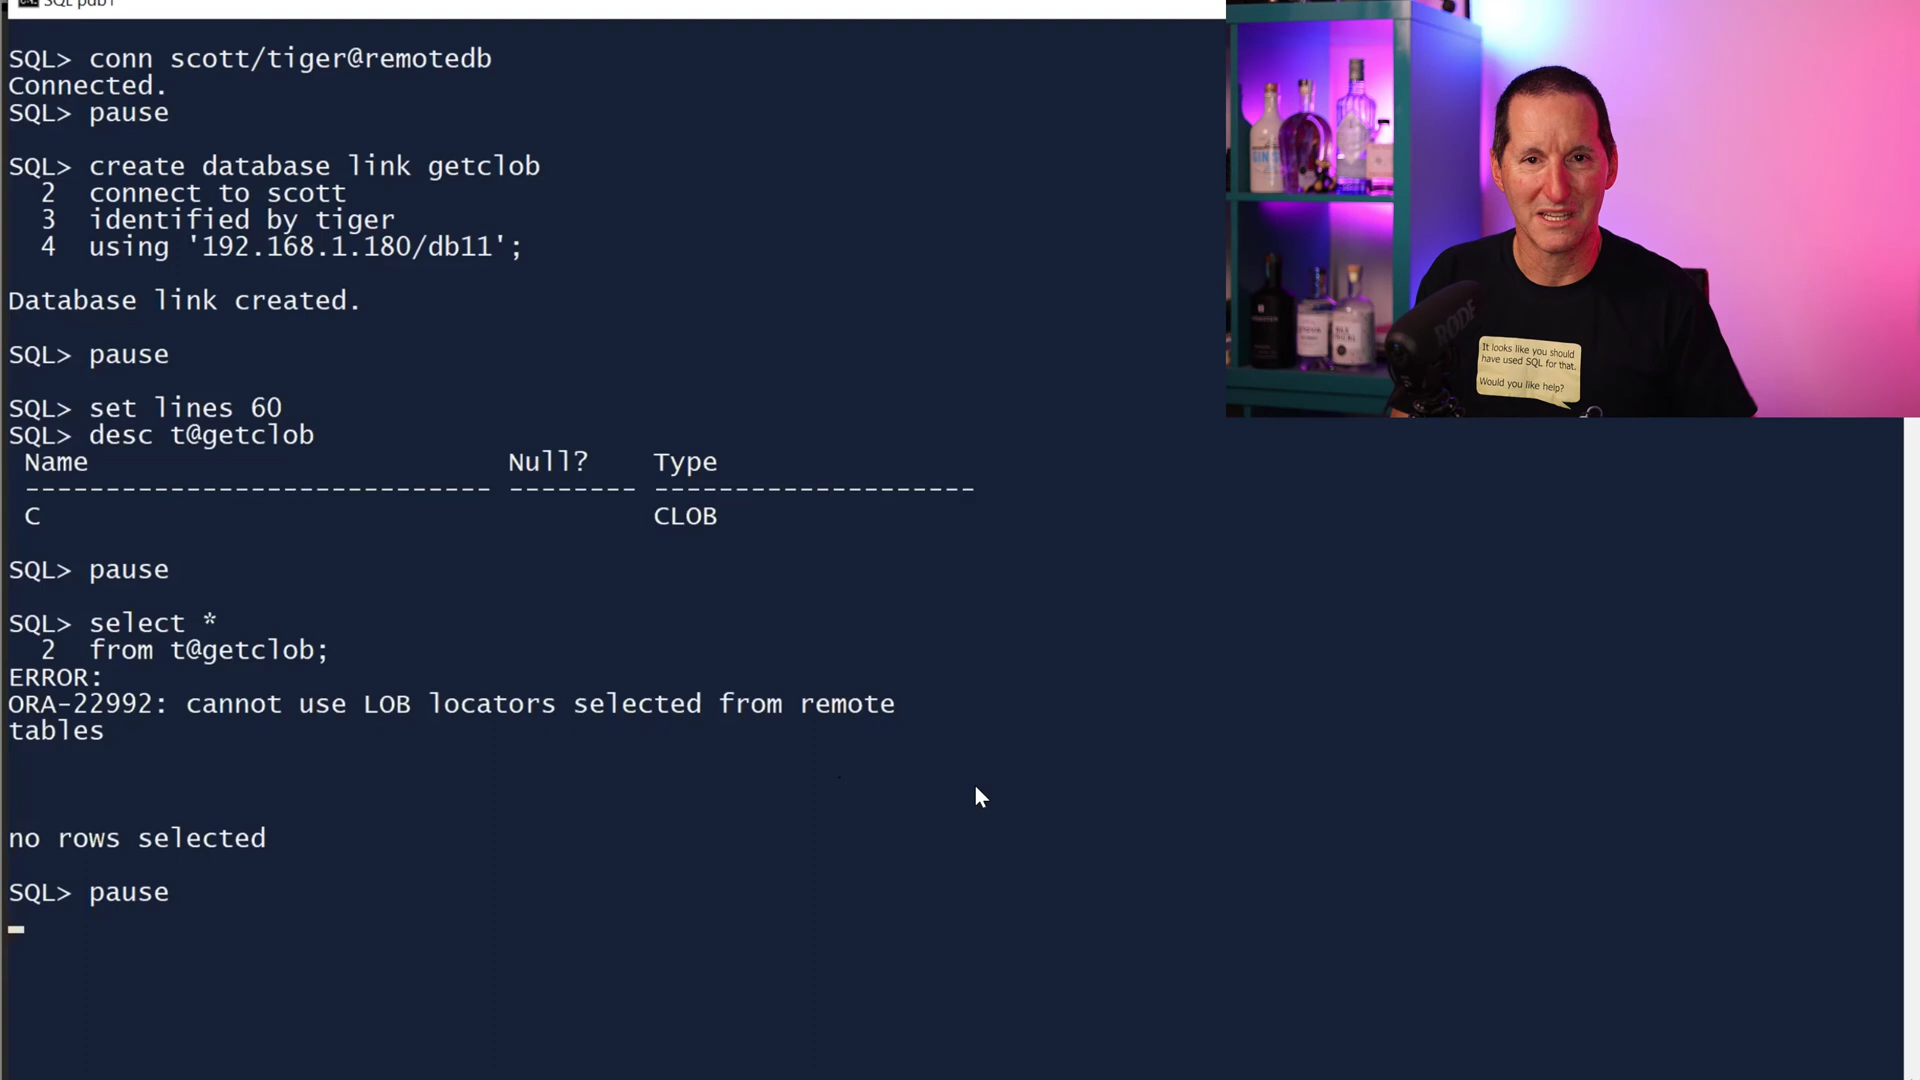 SQL pdb1
SQL> conn scott/tiger@remotedb
Connected.
SQL> pause
SQL> create database link getclob
2 connect to scott
3 identified by tiger
4 using '192.168.1.180/db11';
Database link created.
SQL> pause
SQL> set lines 60
SQL> desc t@getclob
Name Null? Type
----------------------------- -------- --------------------
C CLOB
SQL> pause
SQL> select *
2 from t@getclob;
ERROR:
ORA-22992: cannot use LOB locators selected from remote
tables
no rows selected
SQL> pause
RØDE
It looks like you should
have used SQL for that.
Would you like help?